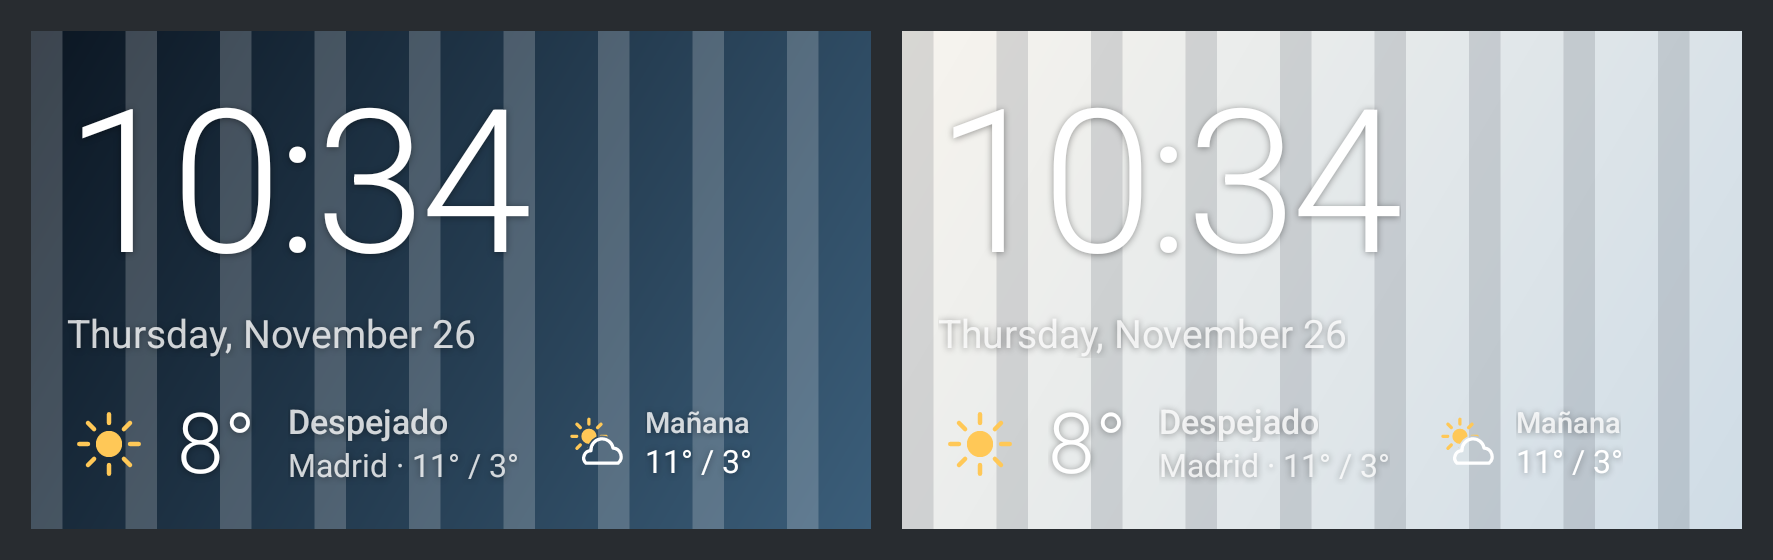 10:34
Thursday, November 26
8° Despejado
Madrid · 11° / 3°
Mañana
11° / 3°
10:34
Thursday, November 26
8° Despejado
Madrid · 11° / 3°
Mañana
11° / 3°